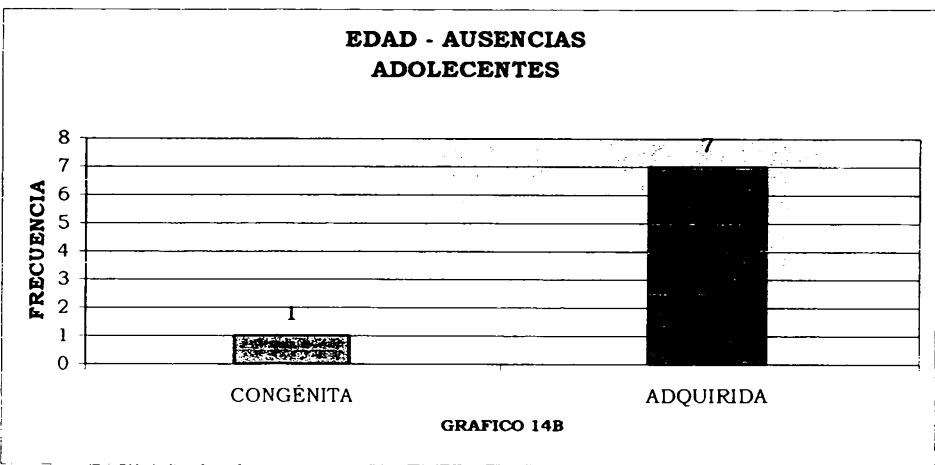 EDAD - AUSENCIAS
ADOLECENTES
FRECUENCIA
8
7
6
5
4
3
2
1
0
1
7
CONGÉNITA ADQUIRIDA
GRAFICO 14B